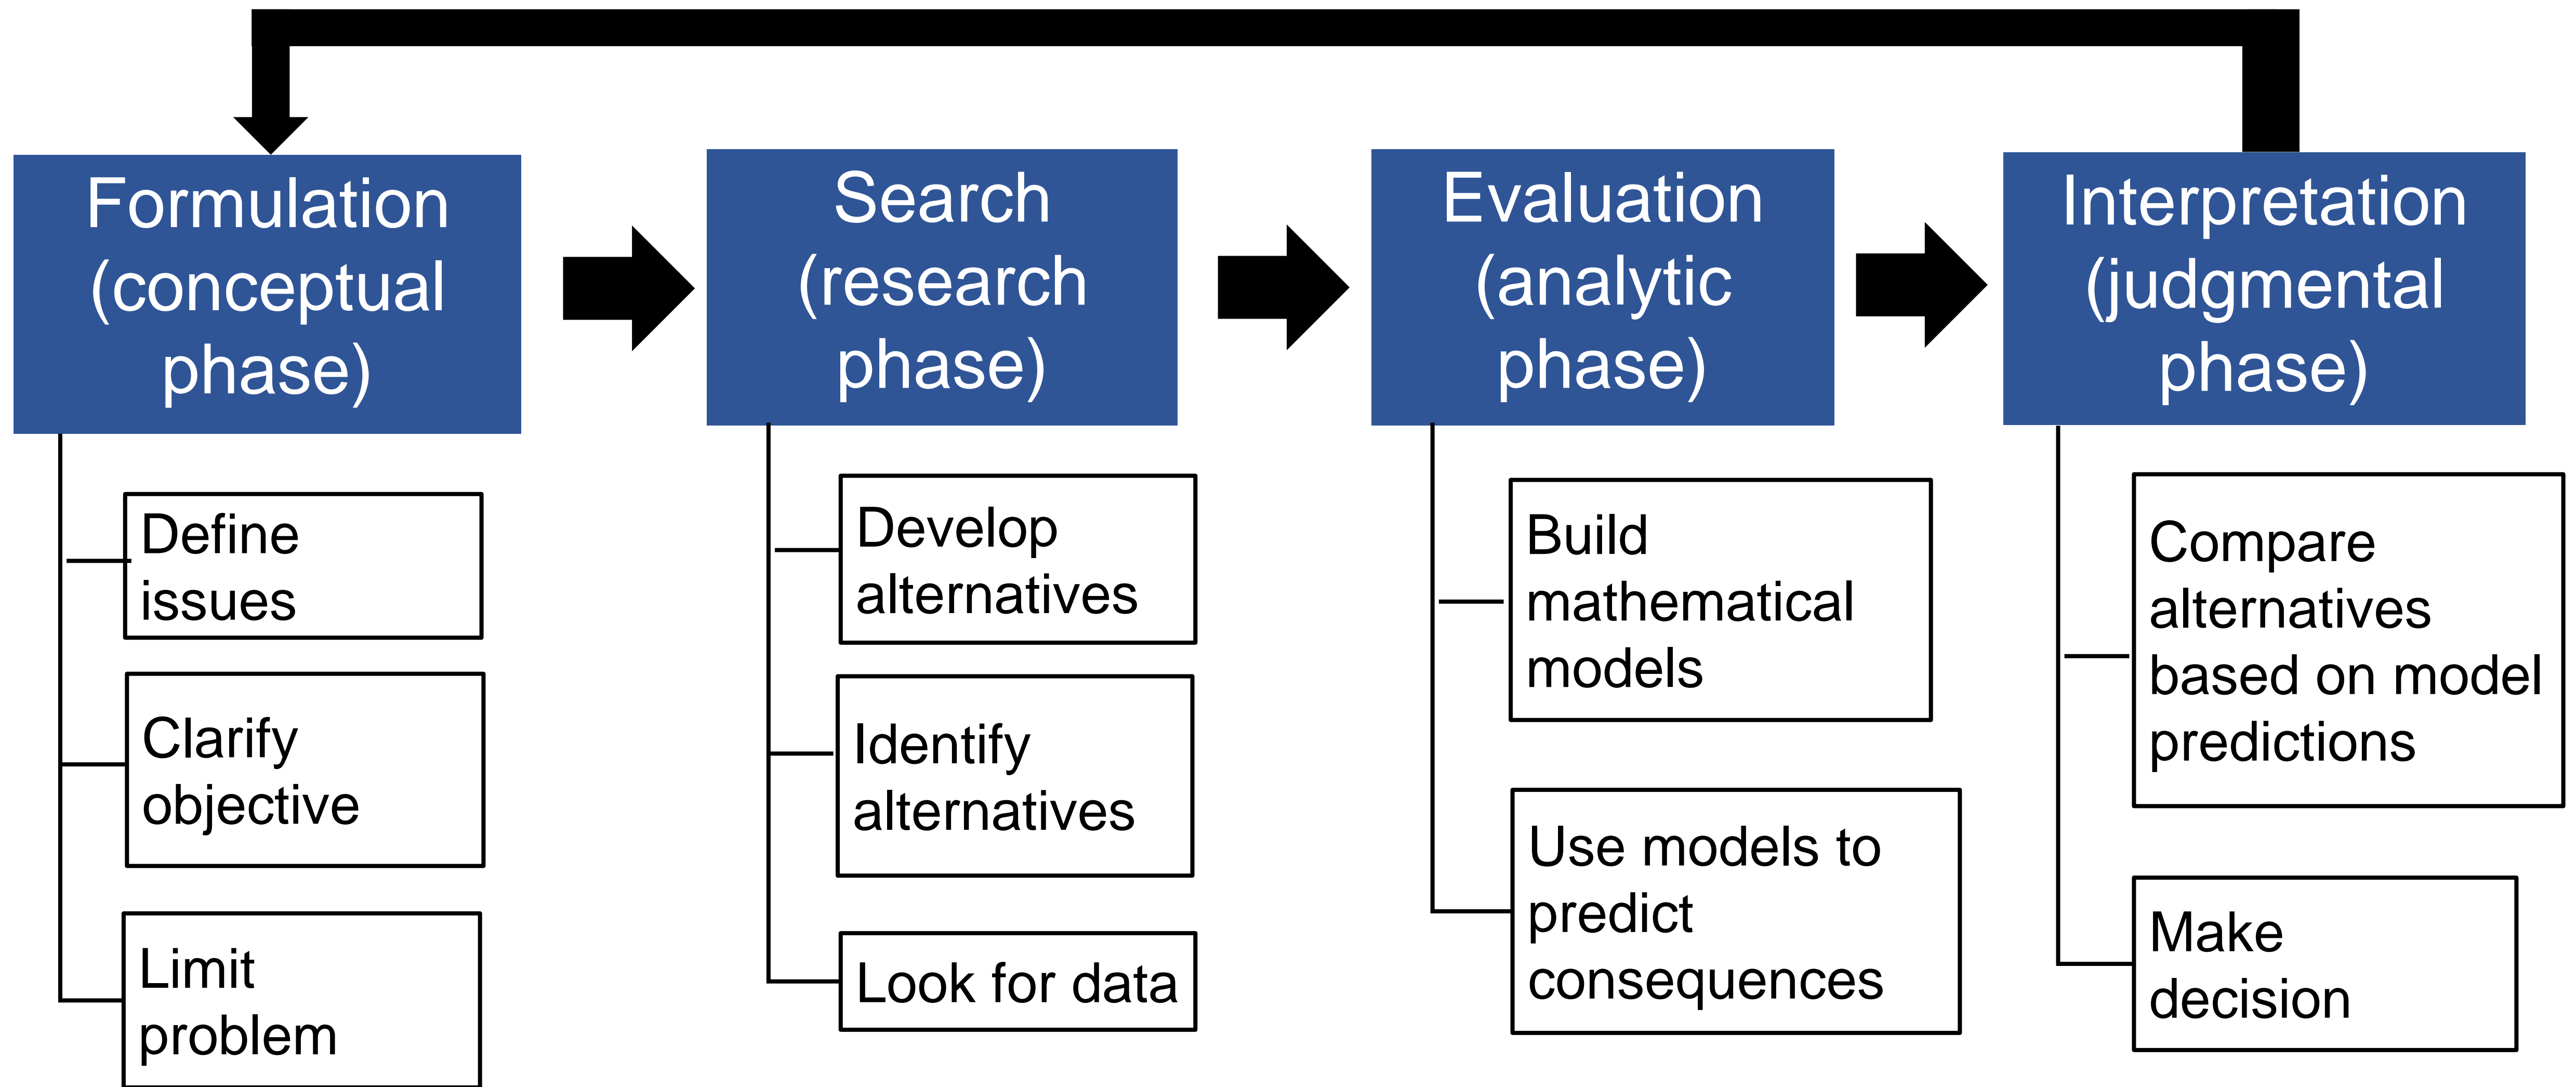 Formulation
(conceptual
phase)
Define
issues
Clarify
objective
Limit
problem
Search
(research
phase)
Develop
alternatives
Identify
alternatives
Look for data
Evaluation
(analytic
phase)
Build
mathematical
models
Use models to
predict
consequences
Interpretation
(judgmental
phase)
Compare
alternatives
based on model
predictions
Make
decision